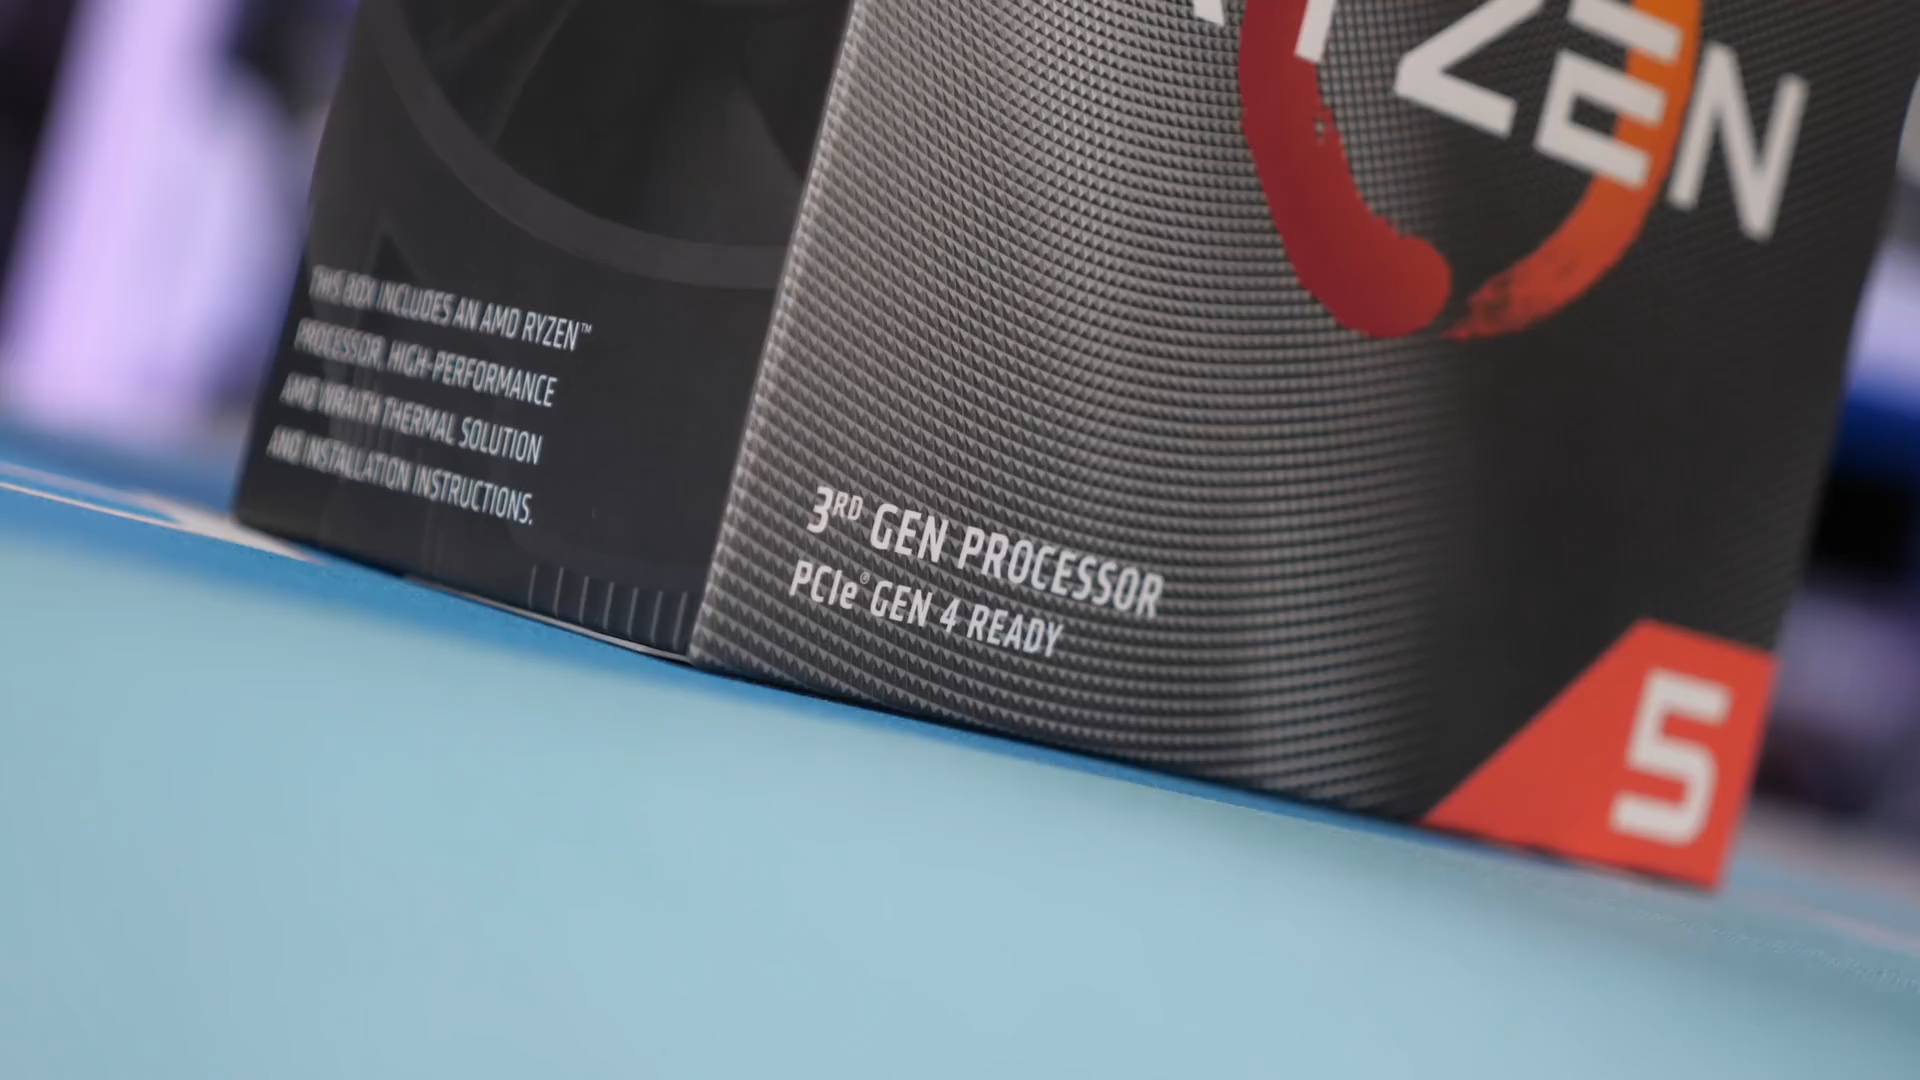 THIS BOX INCLUDES AN AMD RYZEN™
PROCESSOR, HIGH-PERFORMANCE
AMD WRAITH THERMAL SOLUTION
AND INSTALLATION INSTRUCTIONS.
RYZEN
3RD GEN PROCESSOR
PCIe® GEN 4 READY
5